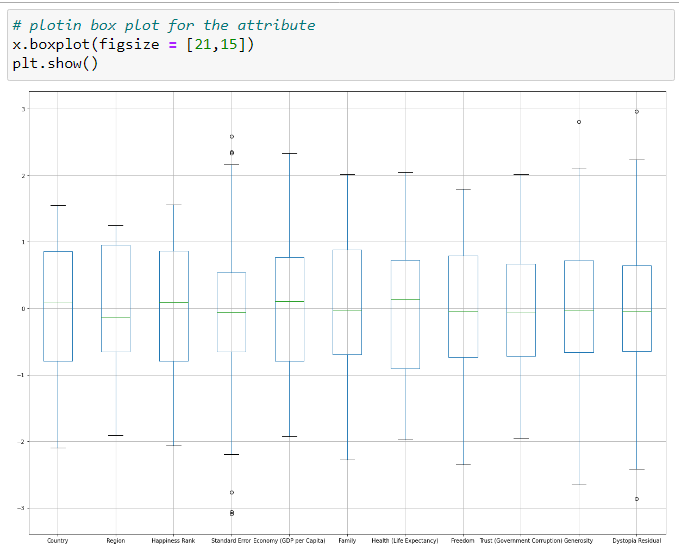 # plotin box plot for the attribute
x.boxplot(figsize = [21,15])
plt.show()
3
2
1
0
−1
−2
−3
Country Region Happiness Rank Standard Error Economy (GDP per Capita) Family Health (Life Expectancy) Freedom Trust (Government Corruption) Generosity Dystopia Residual